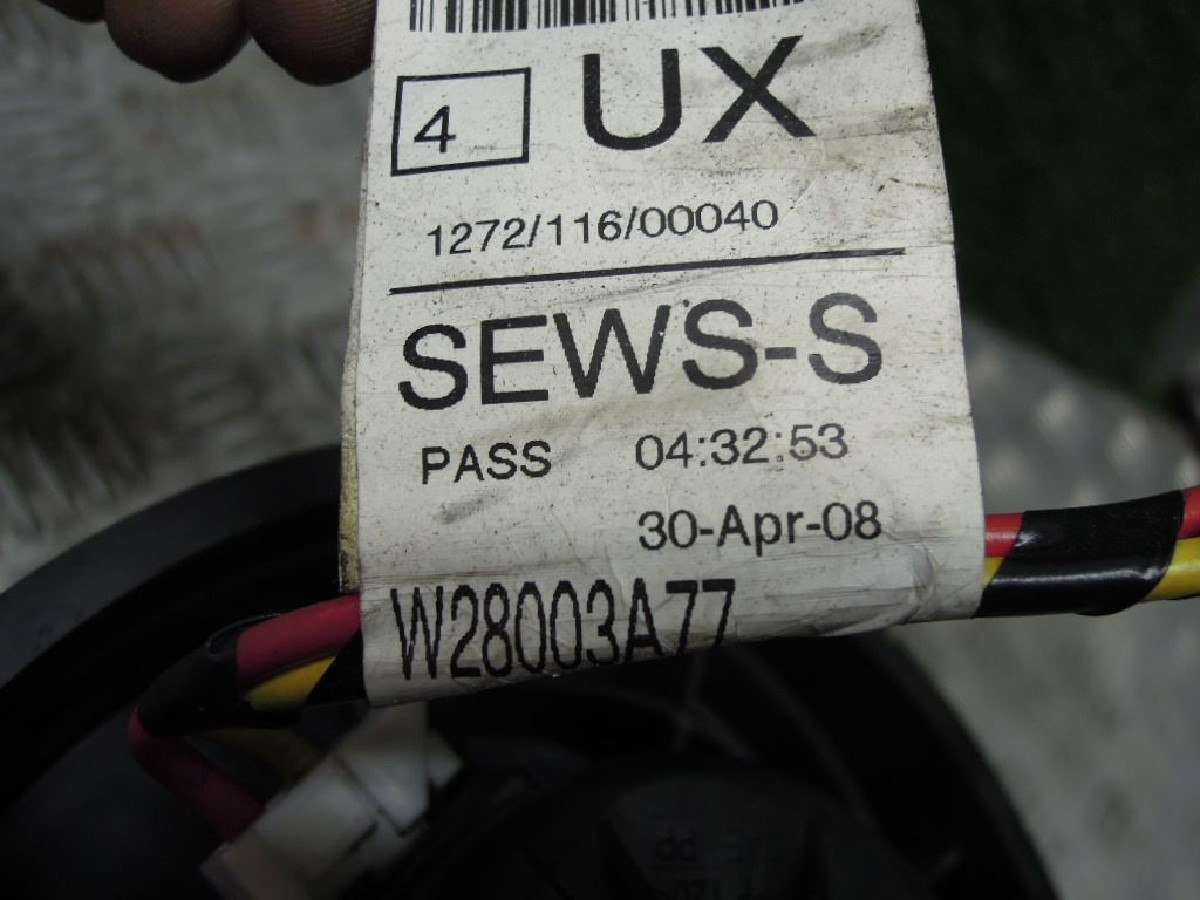 4 UX
1272/116/00040
SEWS-S
PASS 04:32:53
30-Apr-08
W28003A77